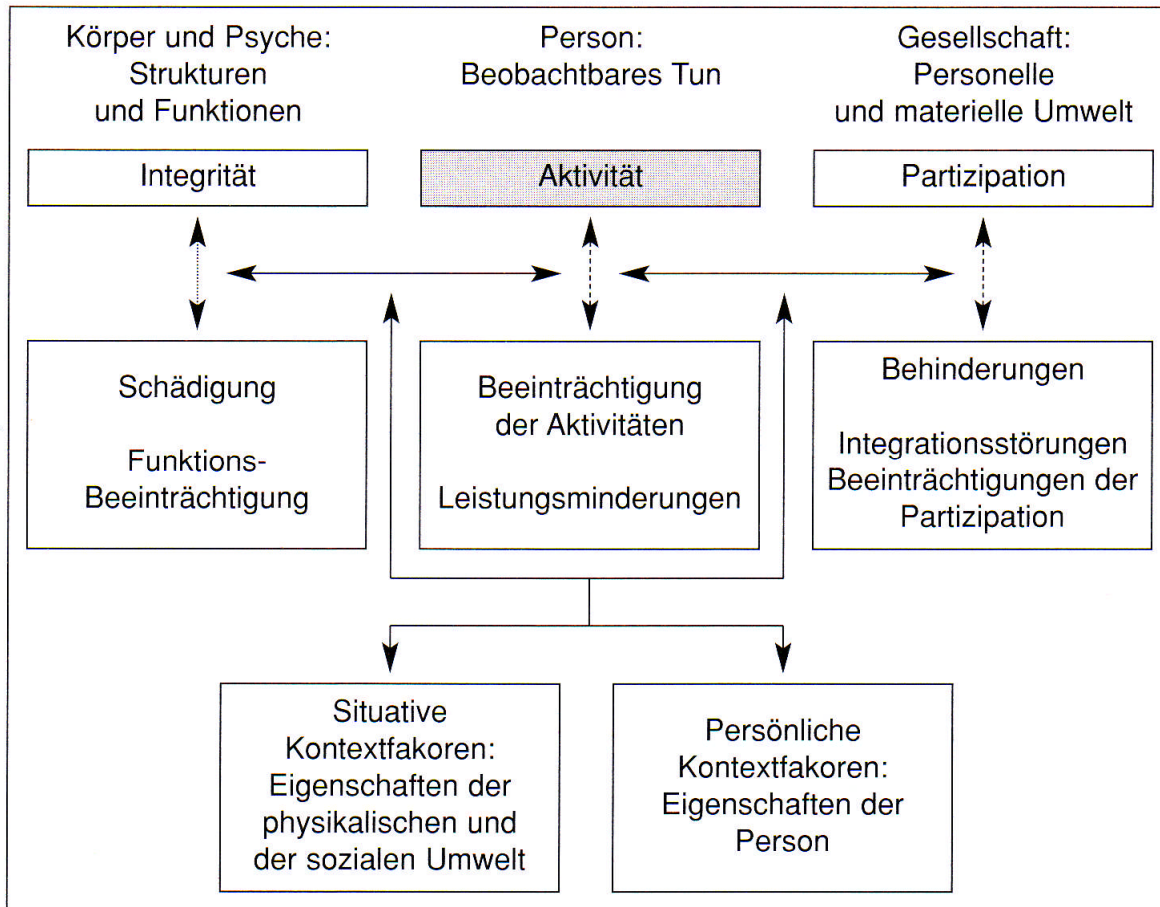 Körper und Psyche:
Strukturen
und Funktionen
Person:
Beobachtbares Tun
Gesellschaft:
Personelle
und materielle Umwelt
Integrität
Aktivität
Partizipation
Schädigung
Funktions-
Beeinträchtigung
Beeinträchtigung
der Aktivitäten
Leistungsminderungen
Behinderungen
Integrationsstörungen
Beeinträchtigungen der
Partizipation
Situative
Kontextfakoren:
Eigenschaften der
physikalischen und
der sozialen Umwelt
Persönliche
Kontextfakoren:
Eigenschaften der
Person